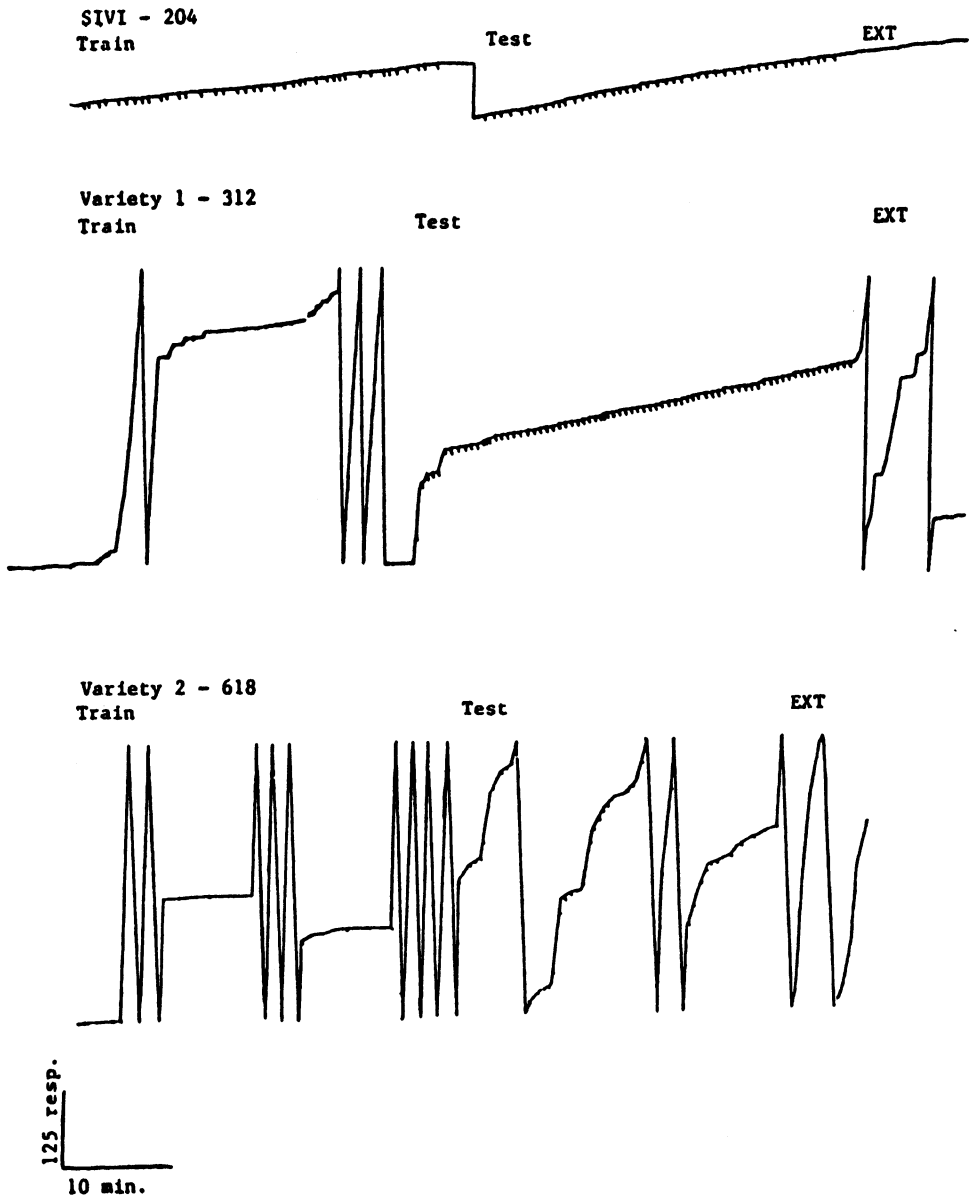 SIVI - 204
Train
Test
EXT
Variety 1 - 312
Train
Test
EXT
Variety 2 - 618
Train
Test
EXT
125 resp.
10 min.